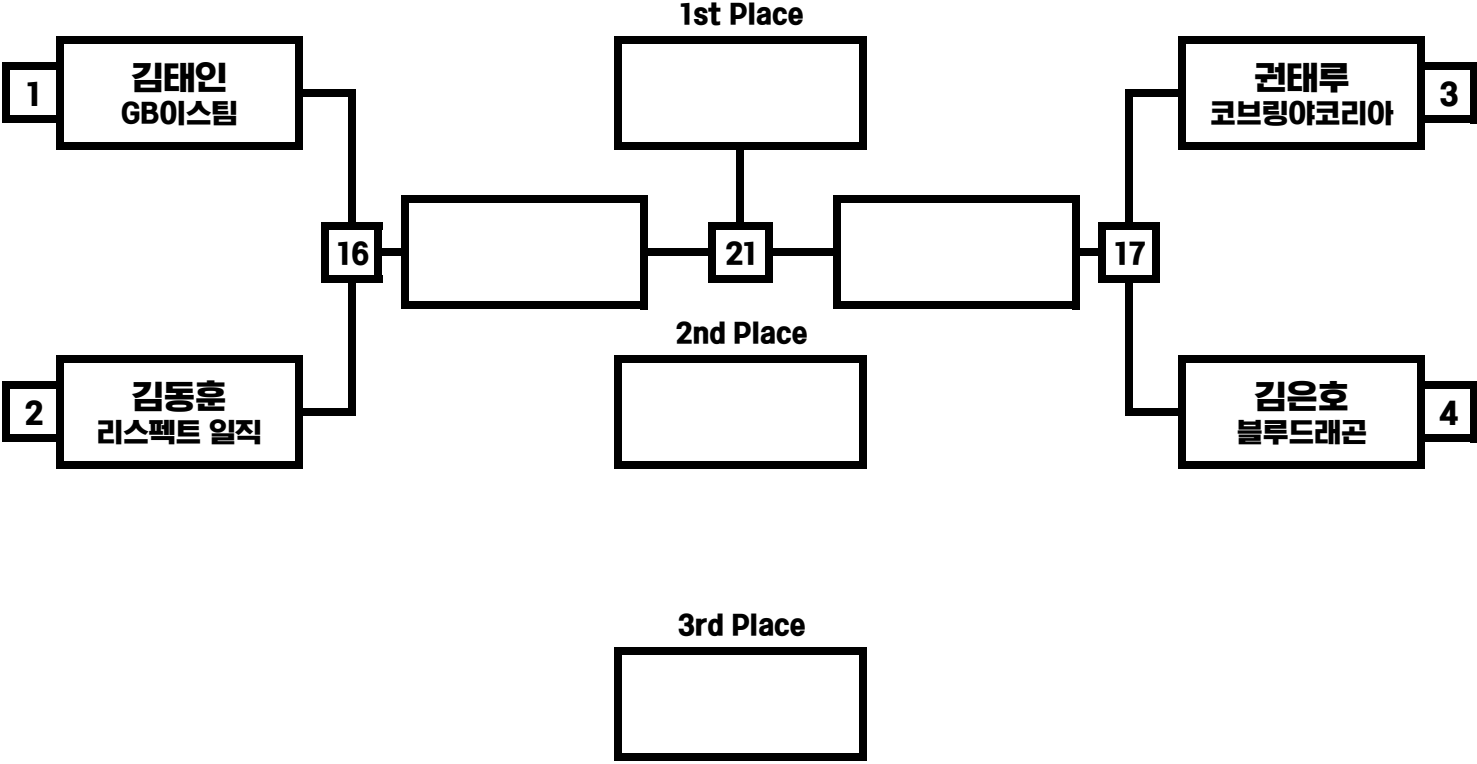 1st Place
1
김태인
GB이스팀
권태루
코브링야코리아
3
16
21
17
2nd Place
2
김동훈
리스펙트 일직
김은호
블루드래곤
4
3rd Place